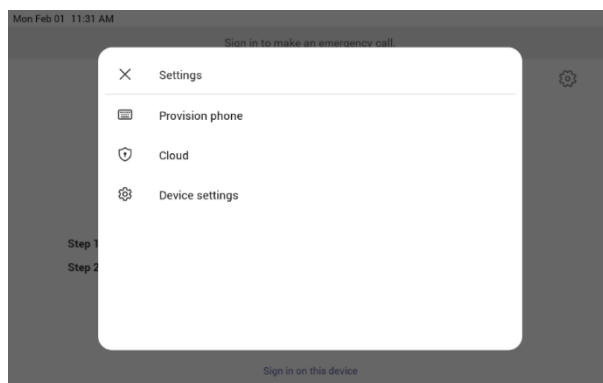 Mon Feb 01 11:31 AM
Sign in to make an emergency call.
Settings
Provision phone
Cloud
Device settings
Step 1
Step 2
Sign in on this device